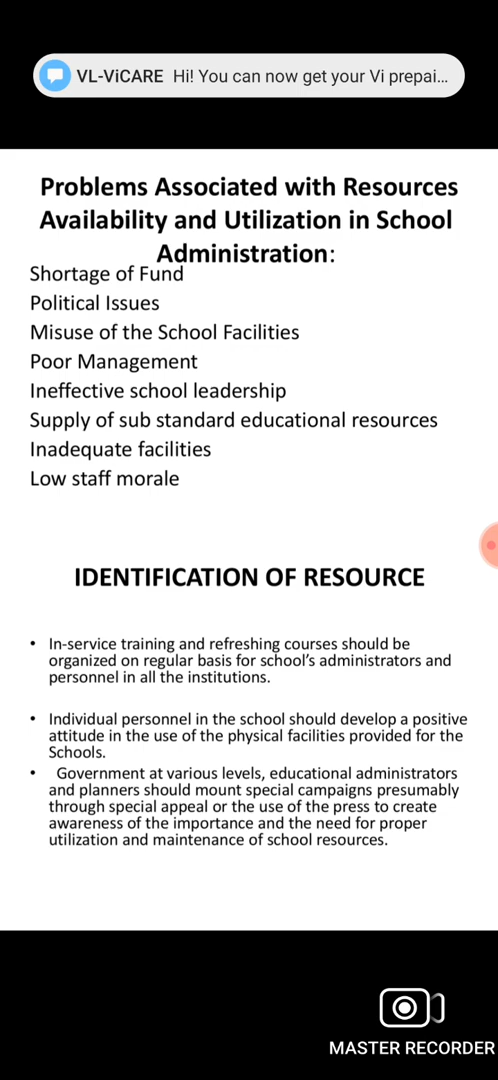 VL-ViCARE Hi! You can now get your Vi prepai...
Problems Associated with Resources
Availability and Utilization in School
Administration:
Shortage of Fund
Political Issues
Misuse of the School Facilities
Poor Management
Ineffective school leadership
Supply of sub standard educational resources
Inadequate facilities
Low staff morale
IDENTIFICATION OF RESOURCE
• In-service training and refreshing courses should be
organized on regular basis for school's administrators and
personnel in all the institutions.
• Individual personnel in the school should develop a positive
attitude in the use of the physical facilities provided for the
Schools.
• Government at various levels, educational administrators
and planners should mount special campaigns presumably
through special appeal or the use of the press to create
awareness of the importance and the need for proper
utilization and maintenance of school resources.
MASTER RECORDER